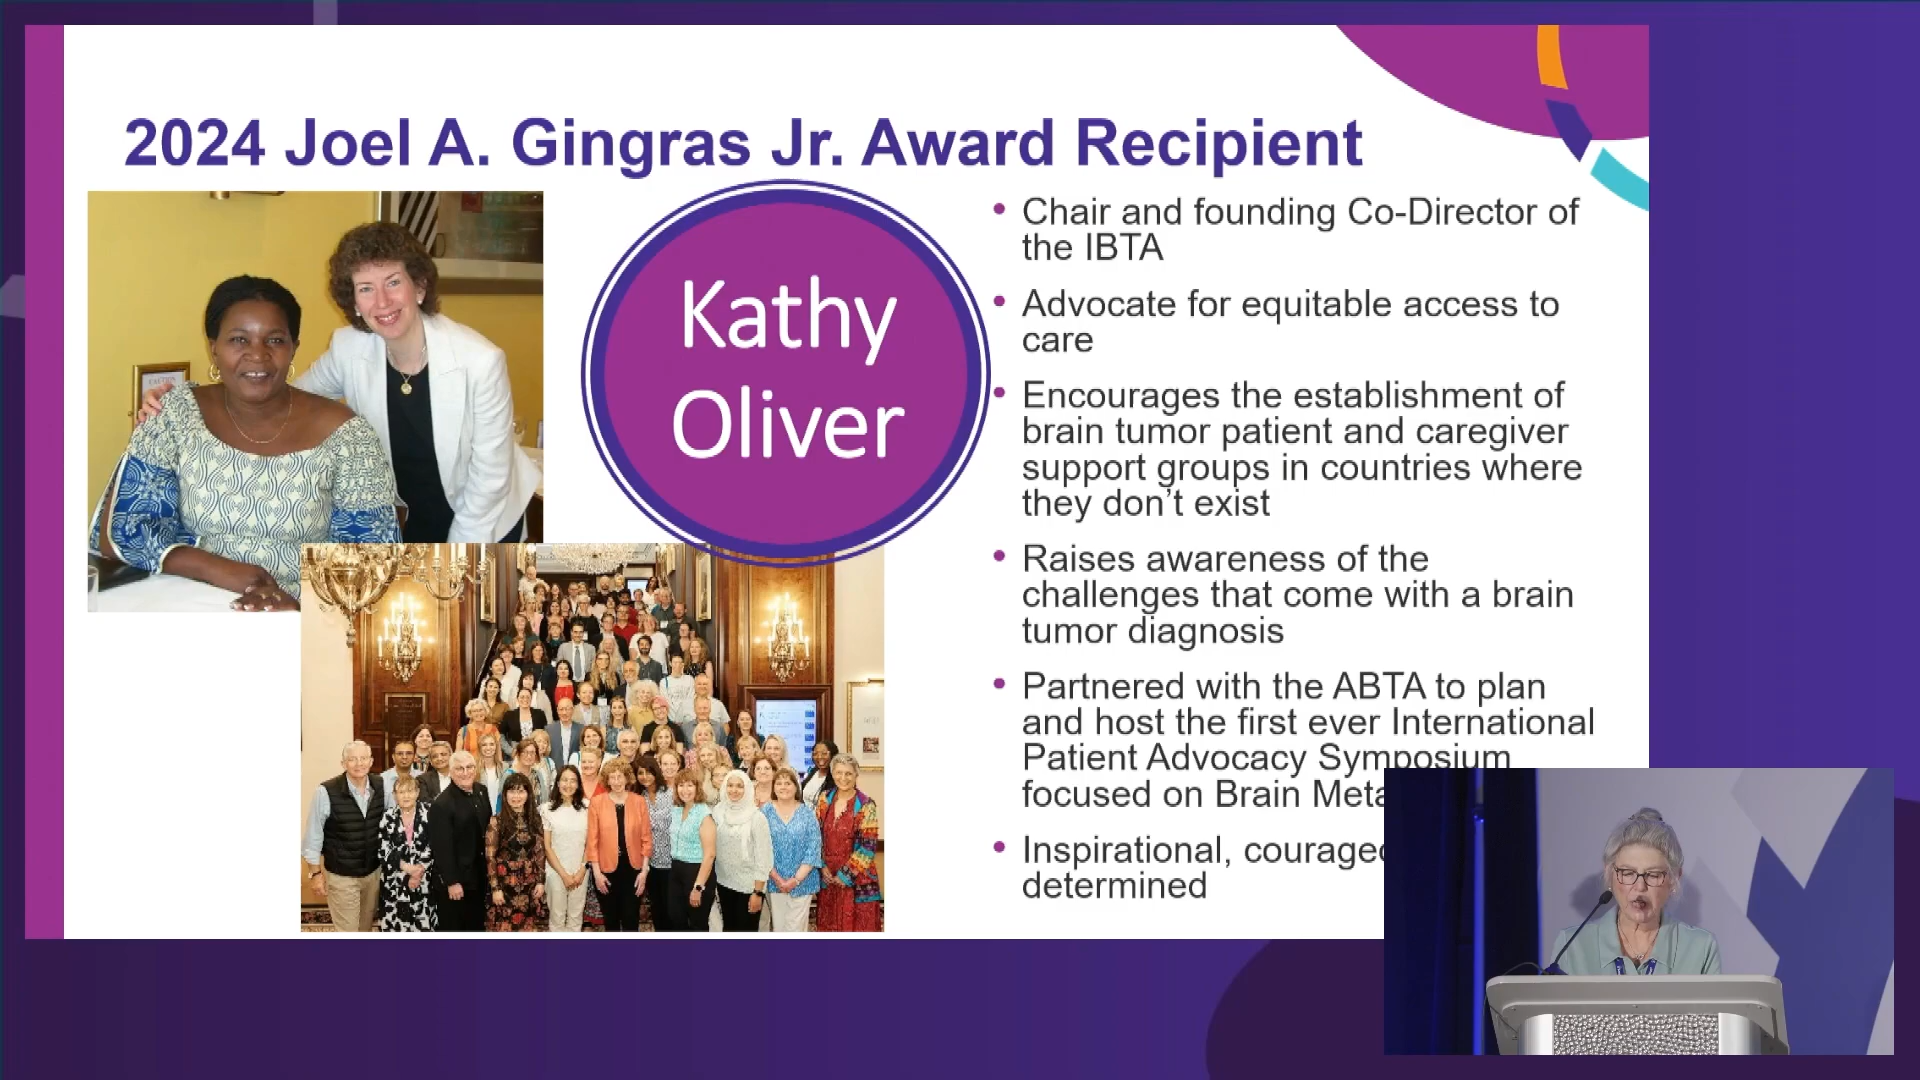 2024 Joel A. Gingras Jr. Award Recipient
Kathy
Oliver
• Chair and founding Co-Director of
the IBTA
• Advocate for equitable access to
care
• Encourages the establishment of
brain tumor patient and caregiver
support groups in countries where
they don't exist
• Raises awareness of the
challenges that come with a brain
tumor diagnosis
• Partnered with the ABTA to plan
and host the first ever International
Patient Advocacy Symposium
focused on Brain
• Inspirational,
determined